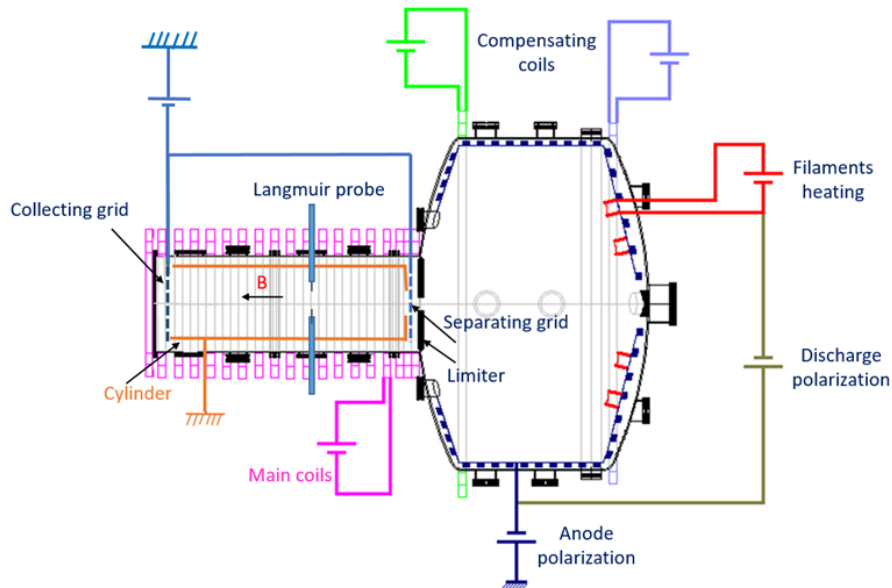 Compensating
coils
Filaments
heating
Langmuir probe
Collecting grid
B
Separating grid
Cylinder
Limiter
Discharge
polarization
Main coils
Anode
polarization